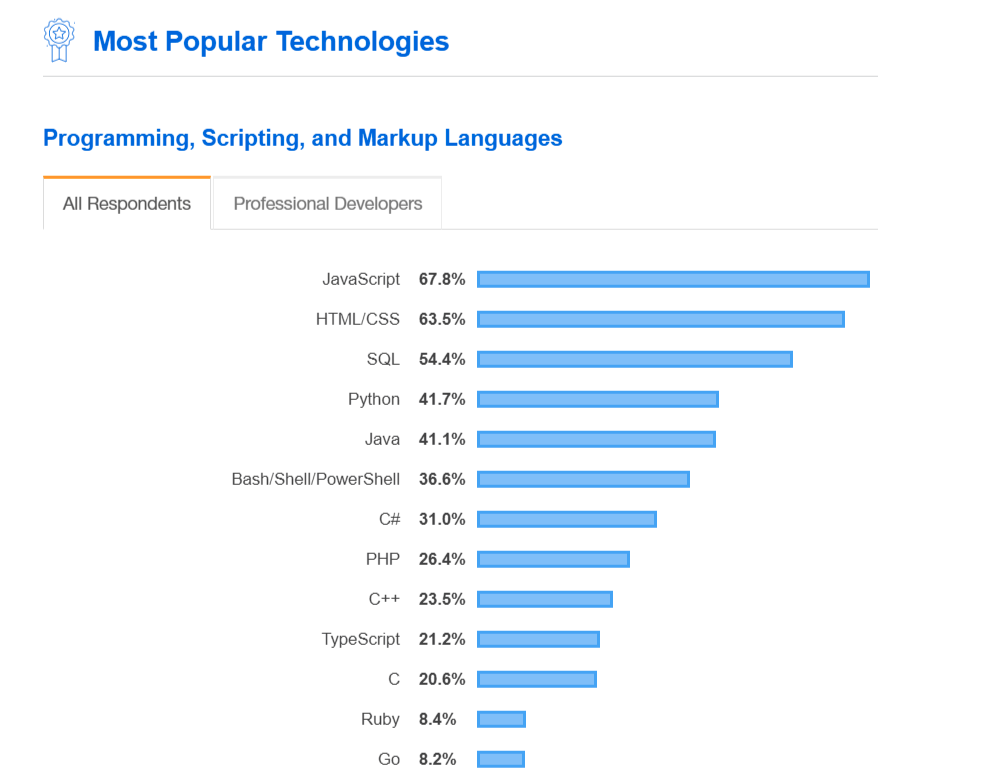 Most Popular Technologies
Programming, Scripting, and Markup Languages
All Respondents Professional Developers
JavaScript 67.8%
HTML/CSS 63.5%
SQL 54.4%
Python 41.7%
Java 41.1%
Bash/Shell/PowerShell 36.6%
C# 31.0%
PHP 26.4%
C++ 23.5%
TypeScript 21.2%
C 20.6%
Ruby 8.4%
Go 8.2%